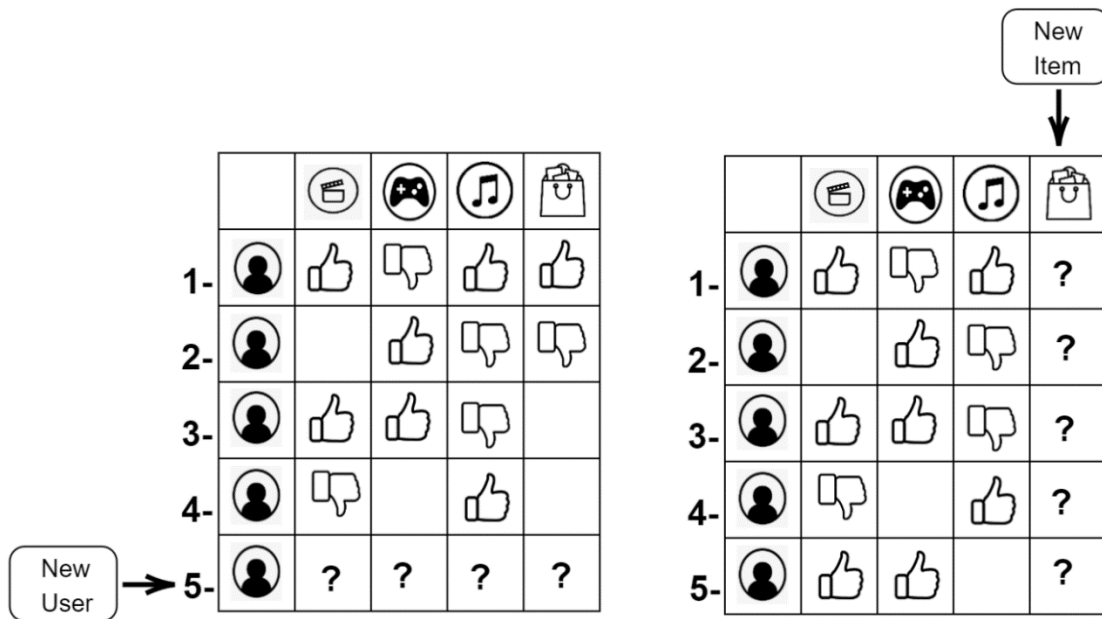 New
Item
1-
2-
3-
4-
5- ? ? ? ?
New
User
1- ?
2- ?
3- ?
4- ?
5- ?